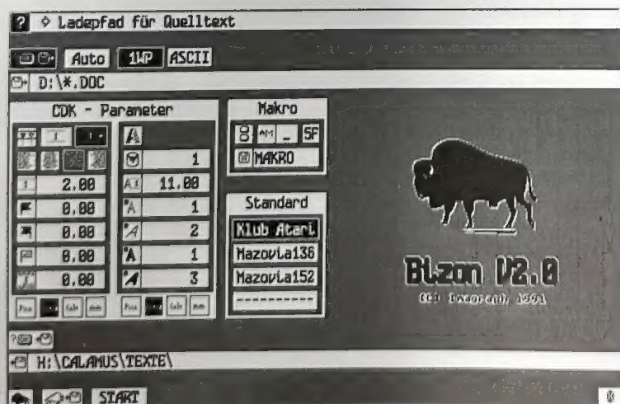 ? ◊ Ladepfad für Quelltext
Auto 1WP ASCII
D:\*.DOC
CDK - Parameter
1
2.00 11.00
0.00 1
0.00 2
0.00 1
0.00 3
Makro
SF
MAKRO
Standard
Klub Atari
Mazovia136
Mazovia152
----------
Bizon V2.0
1991
H:\CALAMUS\TEXTE\
START